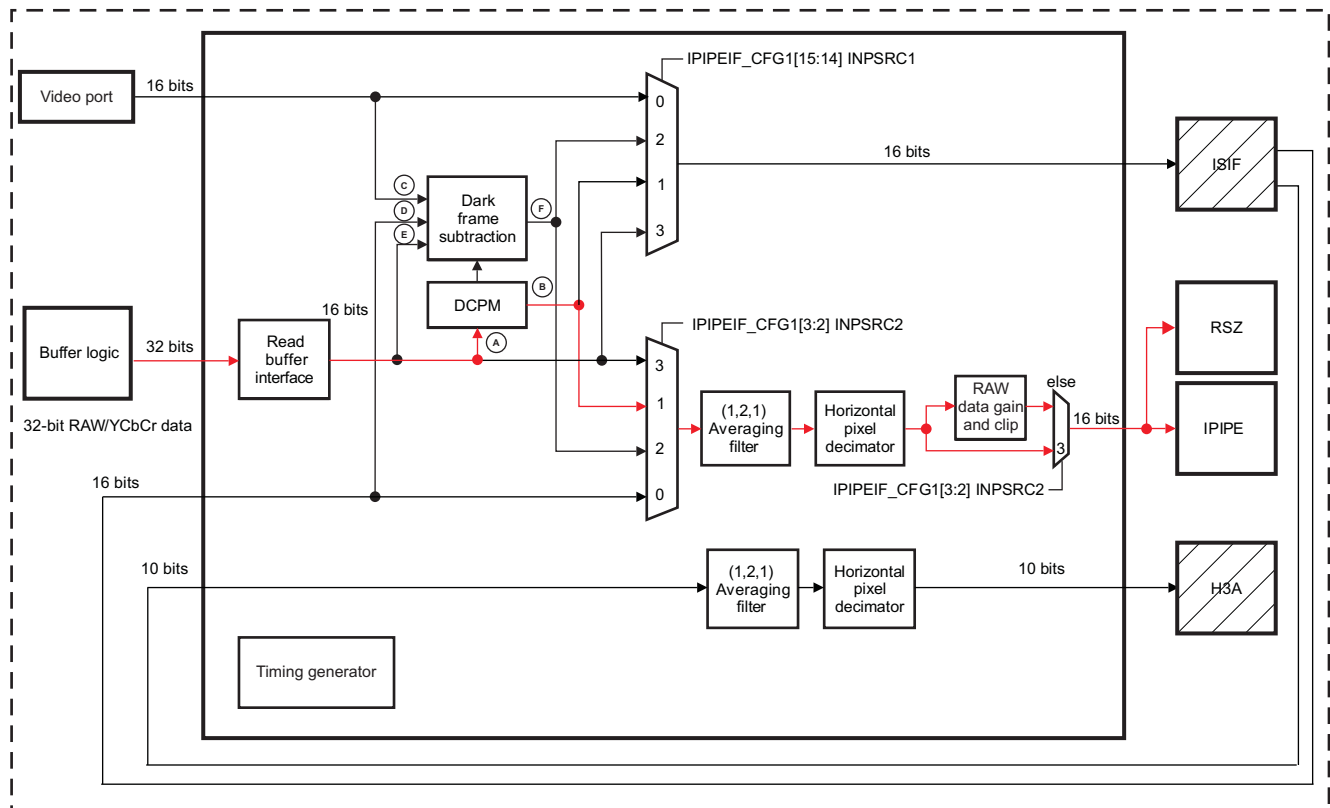 IPIPEIF_CFG1[15:14] INPSRC1
Video port
16 bits
0
2
1
3
16 bits
ISIF
C
D
E
Dark
frame
subtraction
F
DCPM
B
A
Buffer logic
32 bits
32-bit RAW/YCbCr data
Read
buffer
interface
16 bits
IPIPEIF_CFG1[3:2] INPSRC2
3
1
2
0
(1,2,1)
Averaging
filter
Horizontal
pixel
decimator
RAW
data gain
and clip
else
3
16 bits
IPIPEIF_CFG1[3:2] INPSRC2
RSZ
IPIPE
16 bits
10 bits
(1,2,1)
Averaging
filter
Horizontal
pixel
decimator
10 bits
H3A
Timing generator